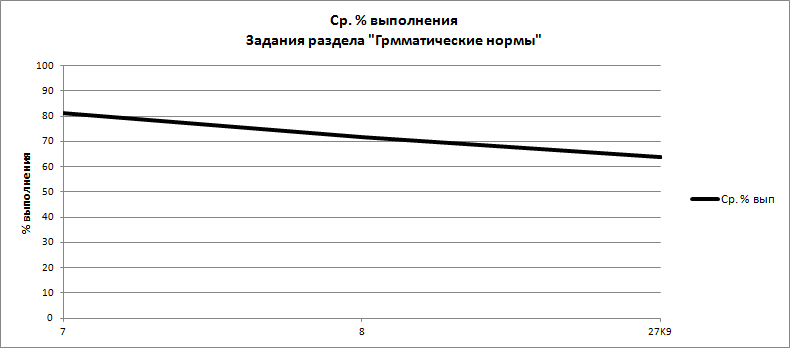 Ср. % выполнения
Задания раздела "Грмматические нормы"
% выполнения
100
90
80
70
60
50
40
30
20
10
0
7
8
27К9
Ср. % вып